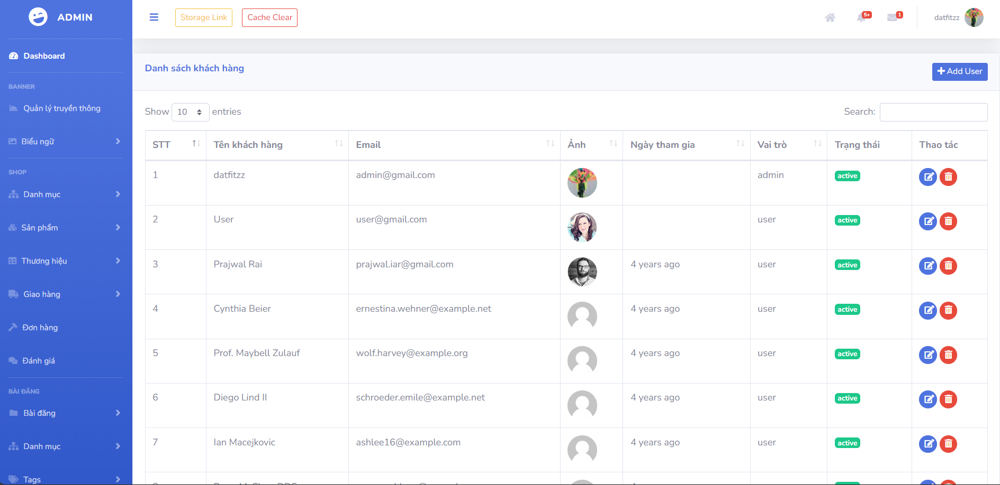 ADMIN
Storage Link
Cache Clear
5+
1
datfitzz
Dashboard
BANNER
Quản lý truyền thông
Biểu ngữ
SHOP
Danh mục
Sản phẩm
Thương hiệu
Giao hàng
Đơn hàng
Đánh giá
BÀI ĐĂNG
Bài đăng
Danh mục
Tags
Danh sách khách hàng
Add User
Show 10 entries
Search:
STT Tên khách hàng Email Ảnh Ngày tham gia Vai trò Trạng thái Thao tác
1 datfitzz admin@gmail.com admin active
2 User user@gmail.com user active
3 Prajwal Rai prajwal.iar@gmail.com 4 years ago user active
4 Cynthia Beier ernestina.wehner@example.net 4 years ago user active
5 Prof. Maybell Zulauf wolf.harvey@example.org 4 years ago user active
6 Diego Lind II schroeder.emile@example.net 4 years ago user active
7 Ian Macejkovic ashlee16@example.com 4 years ago user active